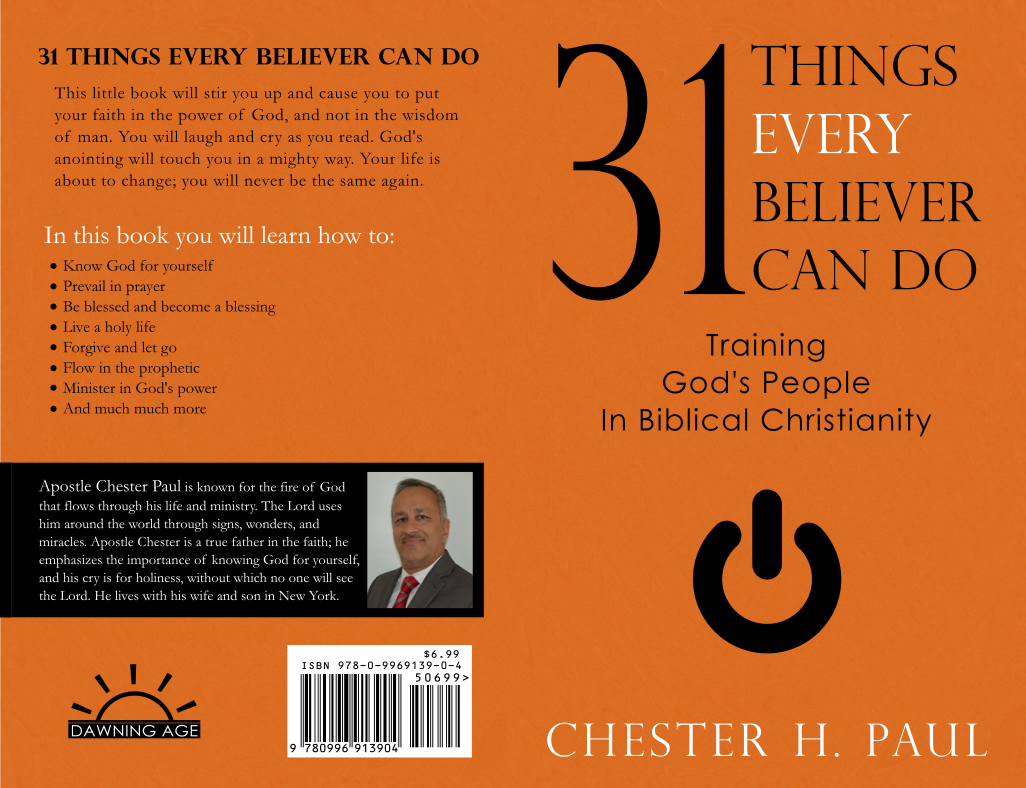 31 THINGS EVERY BELIEVER CAN DO
This little book will stir you up and cause you to put
your faith in the power of God, and not in the wisdom
of man. You will laugh and cry as you read. God's
anointing will touch you in a mighty way. Your life is
about to change; you will never be the same again.
In this book you will learn how to:
• Know God for yourself
• Prevail in prayer
• Be blessed and become a blessing
• Live a holy life
• Forgive and let go
• Flow in the prophetic
• Minister in God's power
• And much much more
Apostle Chester Paul is known for the fire of God
that flows through his life and ministry. The Lord uses
him around the world through signs, wonders, and
miracles. Apostle Chester is a true father in the faith; he
emphasizes the importance of knowing God for yourself,
and his cry is for holiness, without which no one will see
the Lord. He lives with his wife and son in New York.
DAWNING AGE
$6.99
ISBN 978-0-9969139-0-4
50699>
9 780996 913904
31 THINGS
EVERY
BELIEVER
CAN DO
Training
God's People
In Biblical Christianity
CHESTER H. PAUL